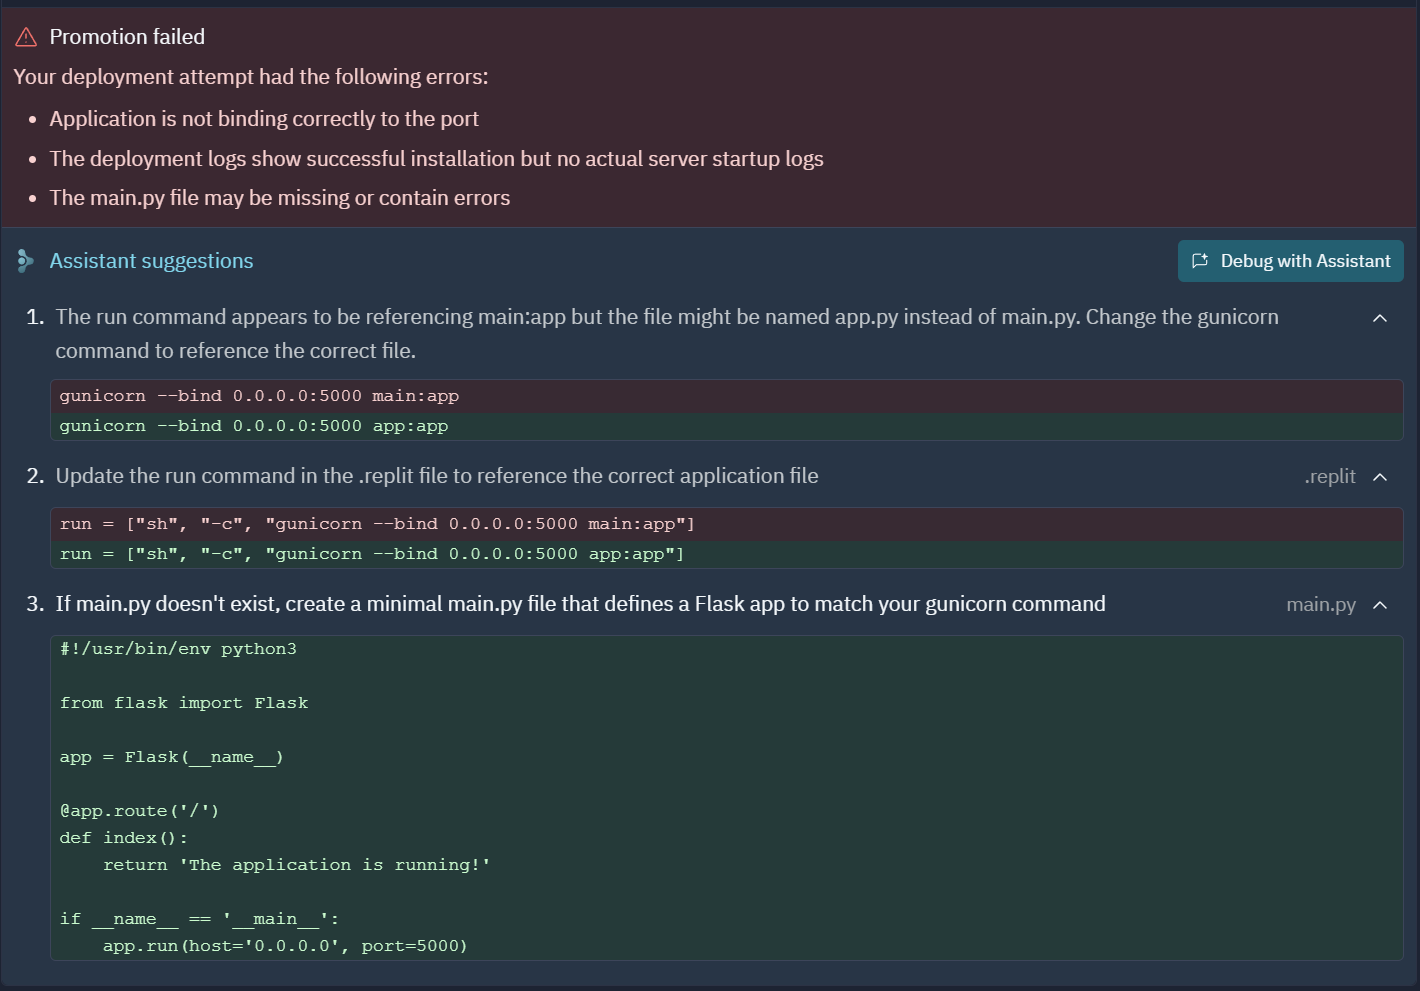 Promotion failed
Your deployment attempt had the following errors:
• Application is not binding correctly to the port
• The deployment logs show successful installation but no actual server startup logs
• The main.py file may be missing or contain errors
Assistant suggestions
Debug with Assistant
1. The run command appears to be referencing main:app but the file might be named app.py instead of main.py. Change the gunicorn
command to reference the correct file.
gunicorn --bind 0.0.0.0:5000 main:app
gunicorn --bind 0.0.0.0:5000 app:app
2. Update the run command in the .replit file to reference the correct application file
.replit
run = ["sh", "-c", "gunicorn --bind 0.0.0.0:5000 main:app"]
run = ["sh", "-c", "gunicorn --bind 0.0.0.0:5000 app:app"]
3. If main.py doesn't exist, create a minimal main.py file that defines a Flask app to match your gunicorn command
main.py
#!/usr/bin/env python3
from flask import Flask
app = Flask(__name__)
@app.route('/')
def index():
    return 'The application is running!'
if __name__ == '__main__':
    app.run(host='0.0.0.0', port=5000)